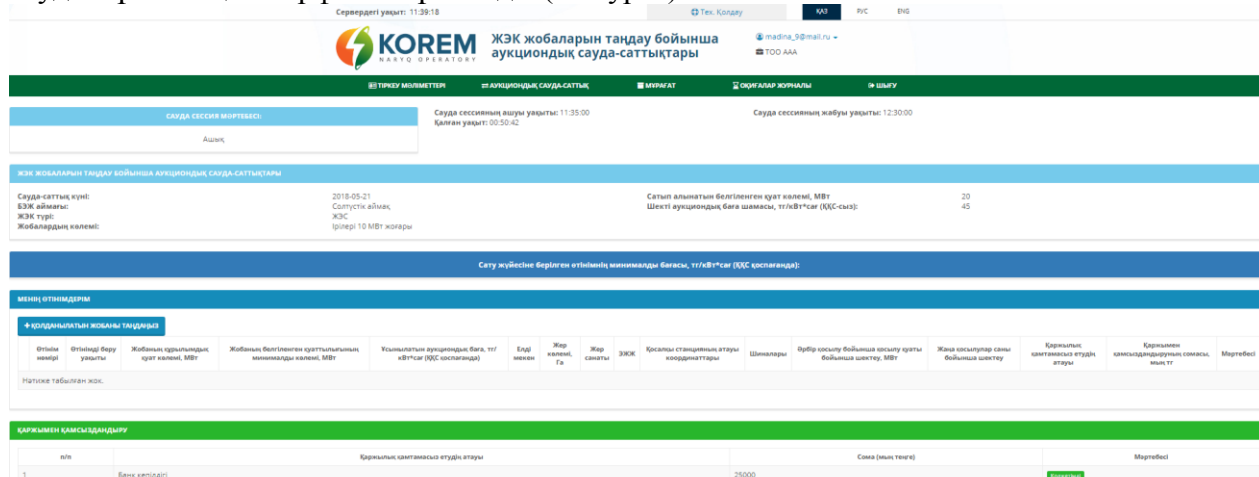 Сервердегі уақыт: 11:39:18
Тех. Қолдау
ҚАЗ РУС ENG
KOREM
NARYQ OPERATORY
ЖЭК жобаларын таңдау бойынша
аукциондық сауда-саттықтары
madina_9@mail.ru
ТОО ААА
ТІРКЕУ МӘЛІМЕТТЕРІ АУКЦИОНДЫҚ САУДА-САТТЫҚ МҰРАҒАТ ОҚИҒАЛАР ЖУРНАЛЫ ШЫҒУ
САУДА СЕССИЯ МӘРТЕБЕСІ:
Ашық
Сауда сессияның ашуы уақыты: 11:35:00
Қалған уақыт: 00:50:42
Сауда сессияның жабуы уақыты: 12:30:00
ЖЭК ЖОБАЛАРЫН ТАҢДАУ БОЙЫНША АУКЦИОНДЫҚ САУДА-САТТЫҚТАРЫ
Сауда-саттық күні: 2018-05-21
БЭЖ аймағы: Солтүстік аймақ
ЖЭК түрі: ЖЭС
Жобалардың көлемі: Ірілері 10 МВт жоғары
Сатып алынатын белгіленген қуат көлемі, МВт 20
Шекті аукциондық баға шамасы, тг/кВт*сағ (ҚҚС-сыз): 45
Сату жүйесіне берілген өтінімнің минималды бағасы, тг/кВт*сағ (ҚҚС қоспағанда):
МЕНІҢ ӨТІНІМДЕРІМ
+ ҚОЛДАНЫЛАТЫН ЖОБАНЫ ТАҢДАҢЫЗ
Өтінім нөмірі
Өтінімді беру уақыты
Жобаның құрылымдық қуат көлемі, МВт
Жобаның белгіленген қуаттылығының минималды көлемі, МВт
Ұсынылатын аукциондық баға, тг/кВт*сағ (ҚҚС қоспағанда)
Елді мекен
Жер көлемі, Га
Жер санаты
ЭЖЖ
Қосалқы станцияның атауы координаттары
Шиналары
Әрбір қосылу бойынша қосылу қуаты бойынша шектеу, МВт
Жаңа қосылулар саны бойынша шектеу
Қаржылық қамтамасыз етудің атауы
Қаржымен қамсыздандыруның сомасы, мың тг
Мәртебесі
Нәтиже табылған жоқ.
ҚАРЖЫМЕН ҚАМСЫЗДАНДЫРУ
п/п Қаржылық қамтамасыз етудің атауы Сома (мың теңге) Мәртебесі
1 Банк кепілдігі 25000